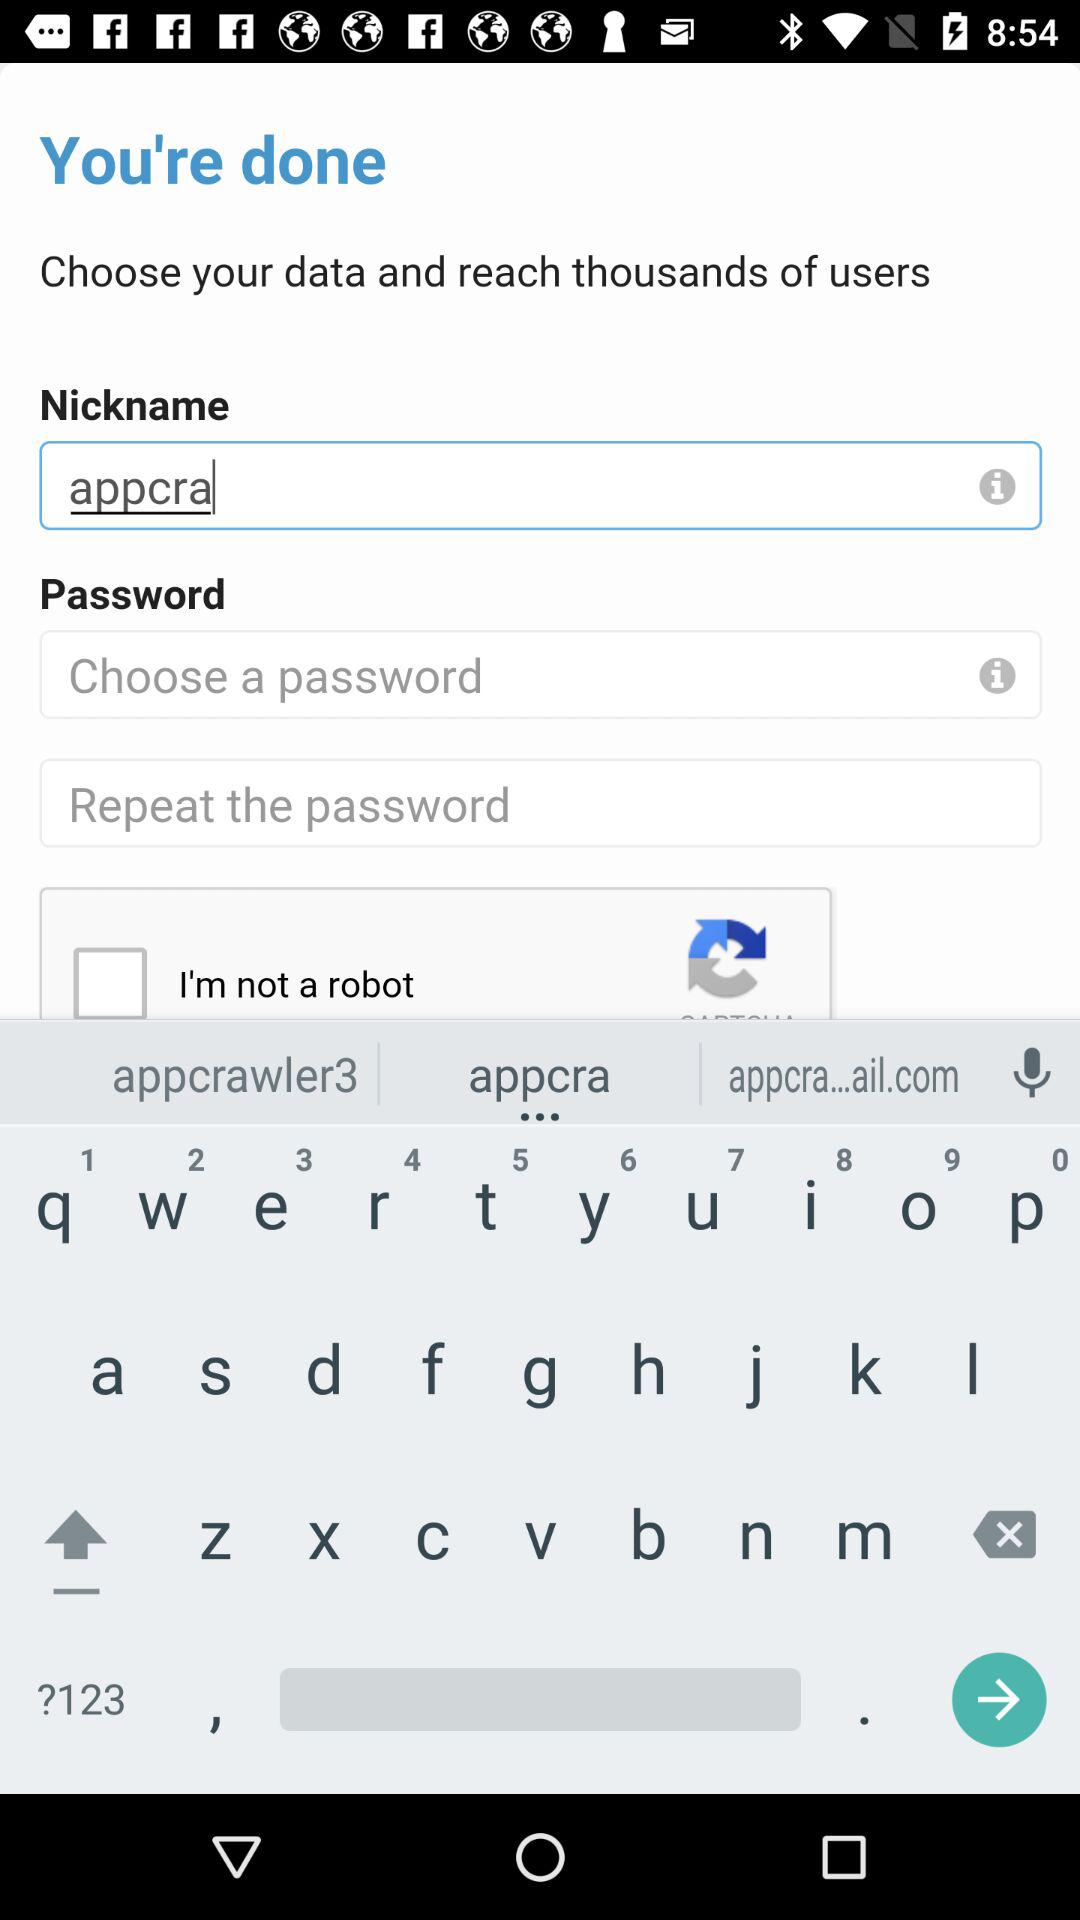 8:54
You're done
Choose your data and reach thousands of users
Nickname
appcra
Password
Choose a password
Repeat the password
I'm not a robot
appcrawler3 appcra appcra...ail.com
1 2 3 4 5 6 7 8 9 0
q w e r t y u i o p
a s d f g h j k l
z x c v b n m
?123 , .